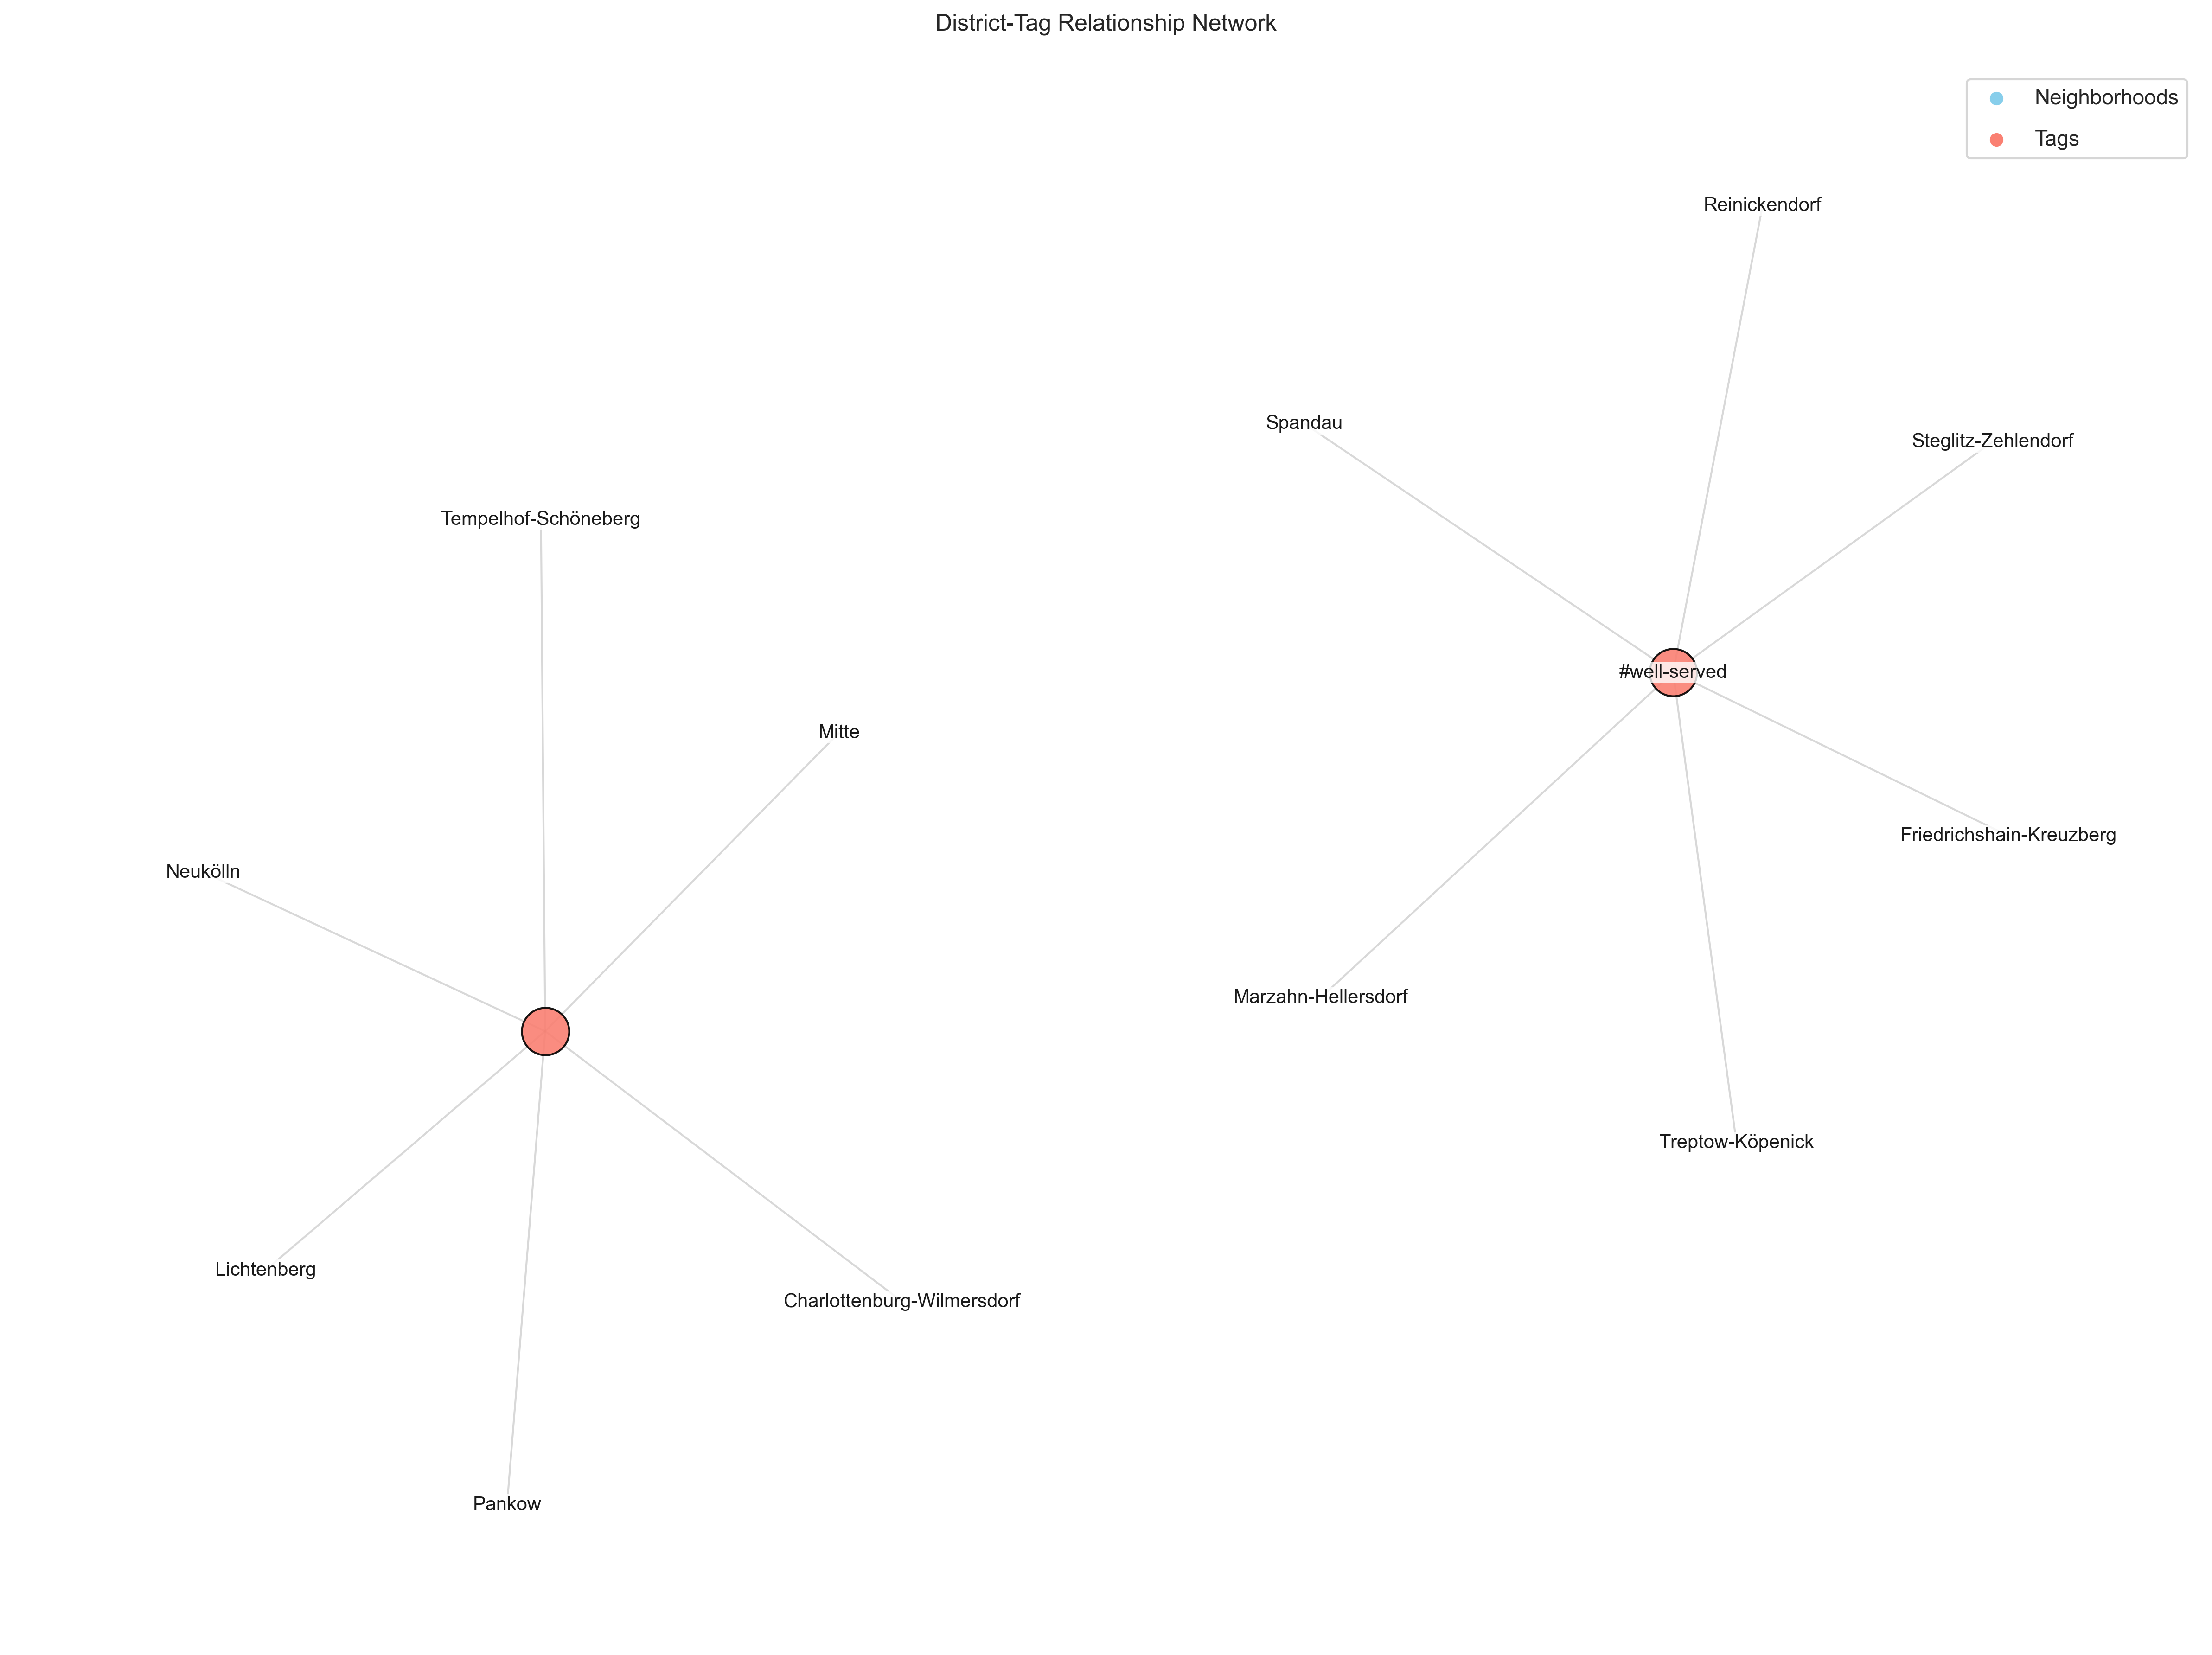 District-Tag Relationship Network
Neighborhoods
Tags
Reinickendorf
Spandau
Steglitz-Zehlendorf
Tempelhof-Schöneberg
#well-served
Mitte
Friedrichshain-Kreuzberg
Neukölln
Marzahn-Hellersdorf
Treptow-Köpenick
Lichtenberg
Charlottenburg-Wilmersdorf
Pankow